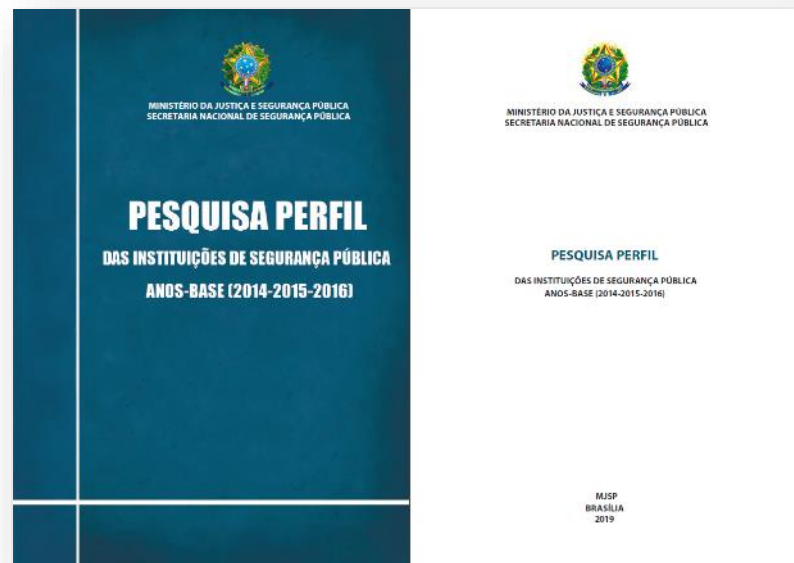 MINISTÉRIO DA JUSTIÇA E SEGURANÇA PÚBLICA
SECRETARIA NACIONAL DE SEGURANÇA PÚBLICA
PESQUISA PERFIL
DAS INSTITUIÇÕES DE SEGURANÇA PÚBLICA
ANOS-BASE (2014-2015-2016)
MINISTÉRIO DA JUSTIÇA E SEGURANÇA PÚBLICA
SECRETARIA NACIONAL DE SEGURANÇA PÚBLICA
PESQUISA PERFIL
DAS INSTITUIÇÕES DE SEGURANÇA PÚBLICA
ANOS-BASE (2014-2015-2016)
MJSP
BRASÍLIA
2019